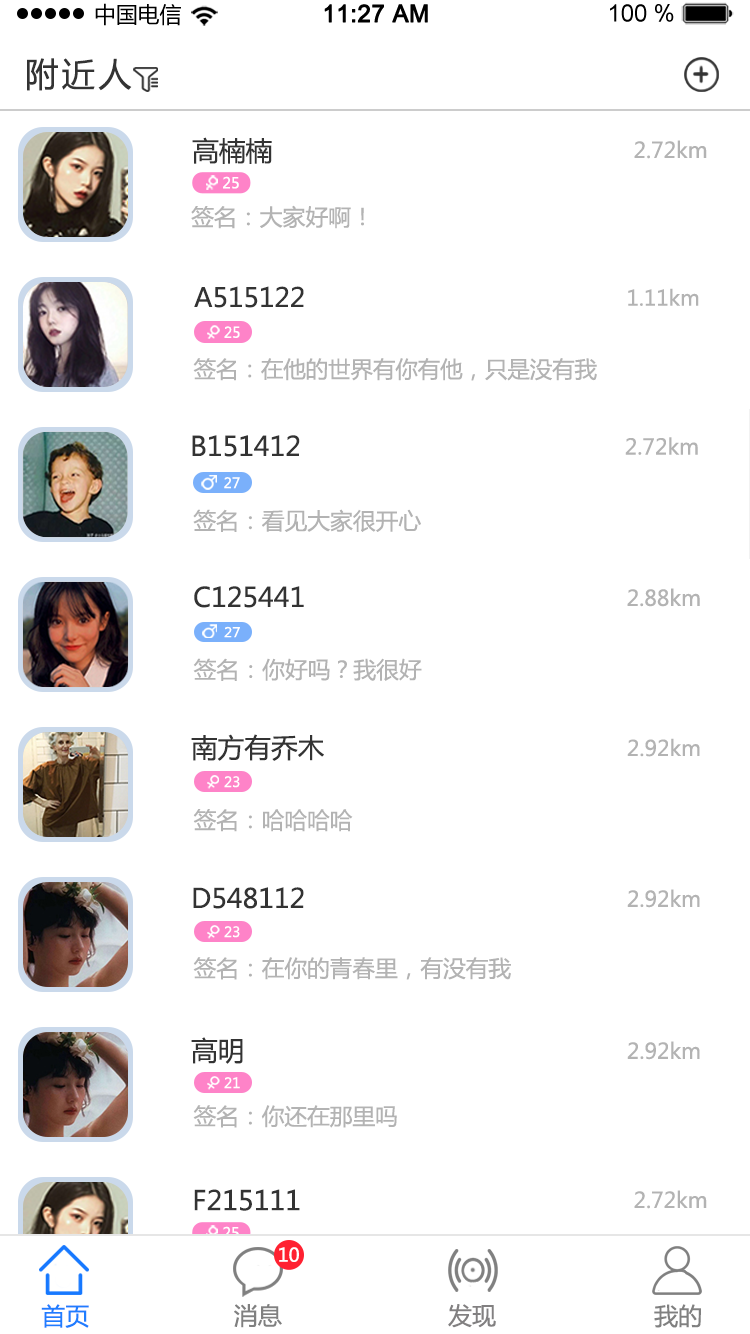 中国电信 11:27 AM 100 %
附近人
高楠楠 2.72km
25
签名：大家好啊！
A515122 1.11km
25
签名：在他的世界有你有他，只是没有我
B151412 2.72km
27
签名：看见大家很开心
C125441 2.88km
27
签名：你好吗？我很好
南方有乔木 2.92km
23
签名：哈哈哈哈
D548112 2.92km
23
签名：在你的青春里，有没有我
高明 2.92km
21
签名：你还在那里吗
F215111 2.72km
25
10
首页 消息 发现 我的